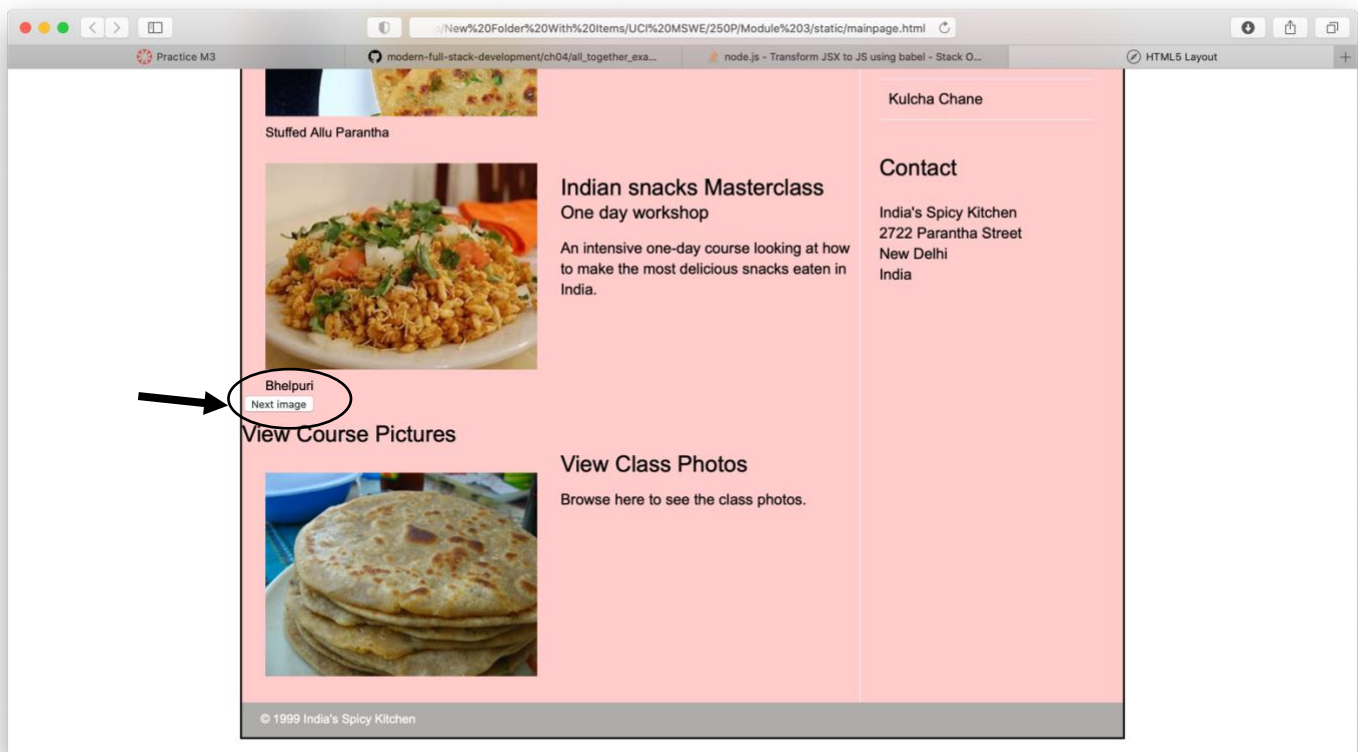 /New%20Folder%20With%20Items/UCI%20MSWE/250P/Module%203/static/mainpage.html
Practice M3
modern-full-stack-development/ch04/all_together_exa...
node.js - Transform JSX to JS using babel - Stack O...
HTML5 Layout
Stuffed Allu Parantha
Indian snacks Masterclass
One day workshop
An intensive one-day course looking at how
to make the most delicious snacks eaten in
India.
Bhelpuri
Next image
View Course Pictures
View Class Photos
Browse here to see the class photos.
Kulcha Chane
Contact
India's Spicy Kitchen
2722 Parantha Street
New Delhi
India
© 1999 India's Spicy Kitchen